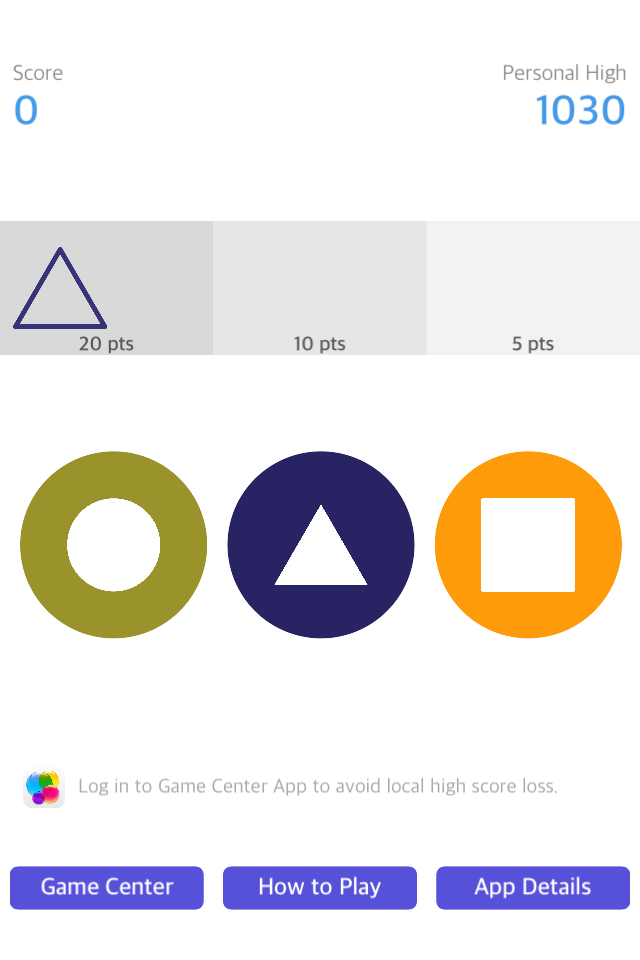 Score
Personal High
0
1030
20 pts
10 pts
5 pts
Log in to Game Center App to avoid local high score loss.
Game Center
How to Play
App Details